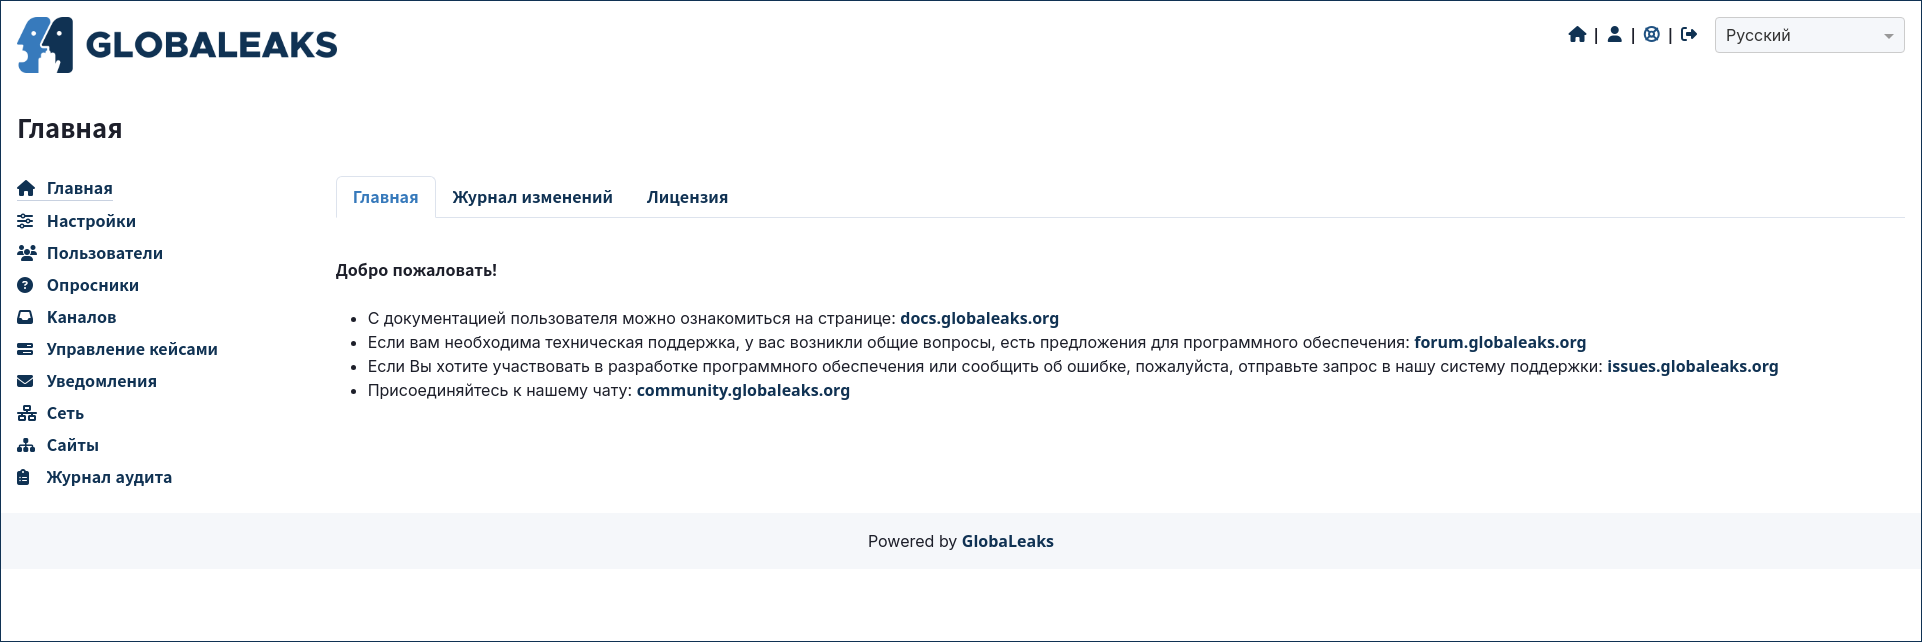 GLOBALEAKS
| | |
Русский
Главная
Главная
Настройки
Пользователи
Опросники
Каналов
Управление кейсами
Уведомления
Сеть
Сайты
Журнал аудита
Главная Журнал изменений Лицензия
Добро пожаловать!
• С документацией пользователя можно ознакомиться на странице: docs.globaleaks.org
• Если вам необходима техническая поддержка, у вас возникли общие вопросы, есть предложения для программного обеспечения: forum.globaleaks.org
• Если Вы хотите участвовать в разработке программного обеспечения или сообщить об ошибке, пожалуйста, отправьте запрос в нашу систему поддержки: issues.globaleaks.org
• Присоединяйтесь к нашему чату: community.globaleaks.org
Powered by GlobaLeaks